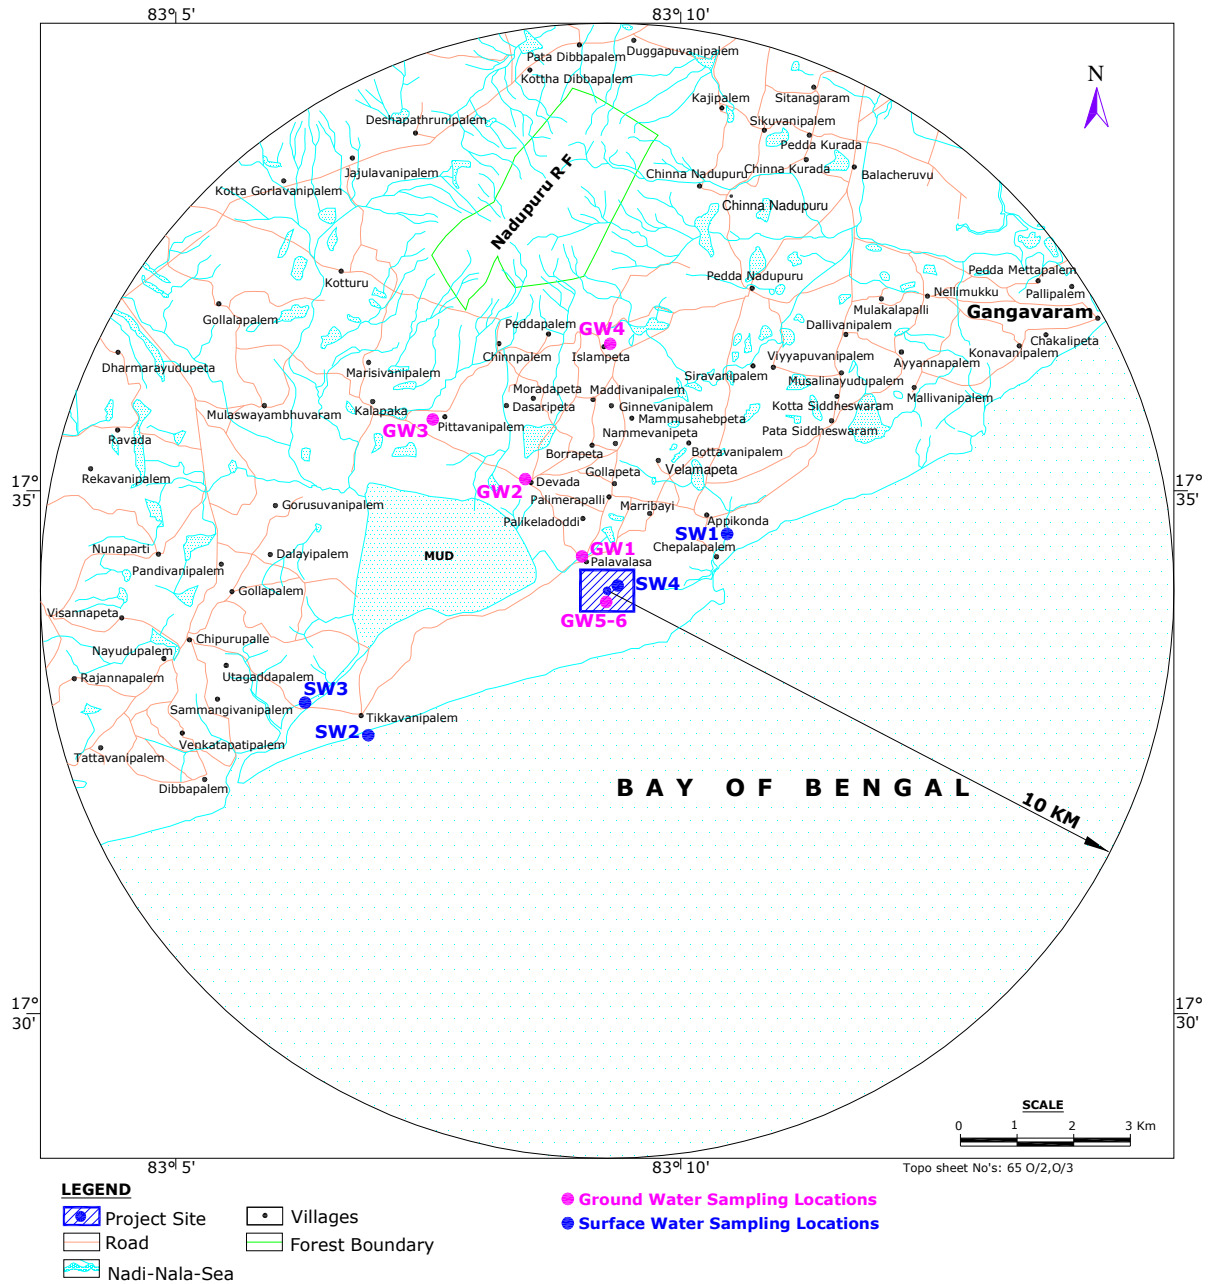 83° 5'
83° 10'
N
Pata Dibbapalem
Duggapuvanipalem
Kottha Dibbapalem
Kajipalem
Sitanagaram
Deshapathrunipalem
Sikuvanipalem
Pedda Kurada
Jajulavanipalem
Chinna Nadupuru
Chinna Kurada
Balacheruvu
Kotta Gorlavanipalem
Nadupuru R F
Chinna Nadupuru
Kotturu
Pedda Nadupuru
Pedda Mettapalem
Pallipalem
Nellimukku
Gollalapalem
Mulakalapalli
Gangavaram
Peddapalem
GW4
Dallivanipalem
Chakalipeta
Chinnpalem
Islampeta
Viyyapuvanipalem
Konavanipalem
Dharmarayudupeta
Marisivanipalem
Siravanipalem
Ayyannapalem
Musalinayudupalem
Moradapeta
Maddivanipalem
Mallivanipalem
Mulaswayambhuvaram
Kalapaka
Dasaripeta
Ginnevanipalem
Kotta Siddheswaram
Mammusahebpeta
GW3
Pittavanipalem
Pata Siddheswaram
Ravada
Nammevanipeta
Borrapeta
Bottavanipalem
Rekavanipalem
Gollapeta
Velamapeta
17°
35'
17°
35'
GW2
Devada
Palimerapalli
Gorusuvanipalem
Marribayi
Palikeladoddi
Appikonda
SW1
Nunaparti
Dalayipalem
MUD
GW1
Chepalapalem
Pandivanipalem
Palavalasa
SW4
Gollapalem
Visannapeta
GW5-6
Chipurupalle
Nayudupalem
Rajannapalem
Utagaddapalem
SW3
Sammangivanipalem
Tikkavanipalem
SW2
Venkatapatipalem
Tattavanipalem
Dibbapalem
BAY OF BENGAL
10 KM
17°
30'
17°
30'
SCALE
0 1 2 3 Km
83° 5'
83° 10'
Topo sheet No's: 65 O/2,O/3
LEGEND
Project Site
Villages
Road
Forest Boundary
Nadi-Nala-Sea
Ground Water Sampling Locations
Surface Water Sampling Locations